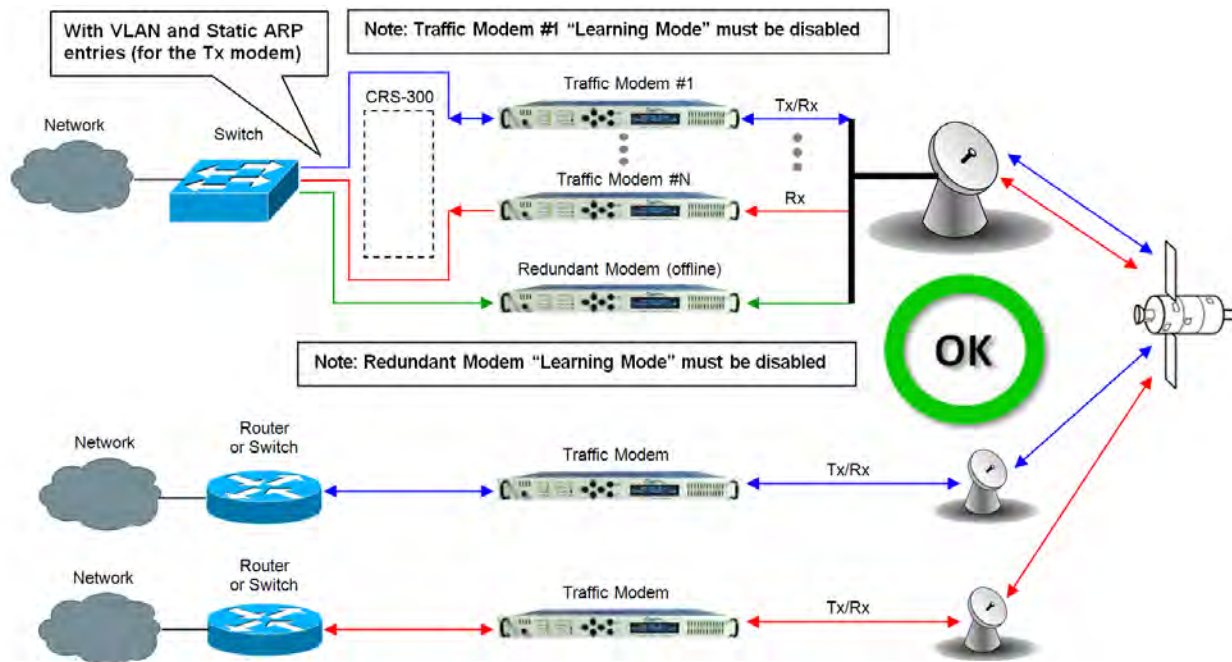 With VLAN and Static ARP
entries (for the Tx modem)
Note: Traffic Modem #1 “Learning Mode” must be disabled
Network
Switch
CRS-300
Traffic Modem #1
Tx/Rx
Traffic Modem #N
Rx
Redundant Modem (offline)
OK
Note: Redundant Modem “Learning Mode” must be disabled
Network
Router
or Switch
Traffic Modem
Tx/Rx
Network
Router
or Switch
Traffic Modem
Tx/Rx